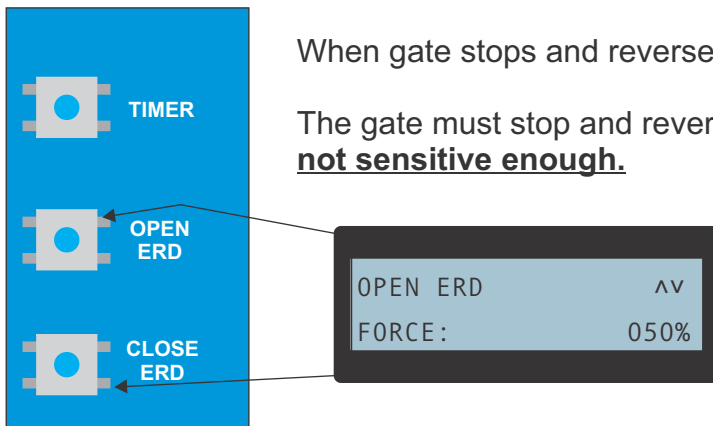 When gate stops and reverse
The gate must stop and rever
not sensitive enough.
TIMER
OPEN
ERD
CLOSE
ERD
OPEN ERD ˄˅
FORCE: 050%